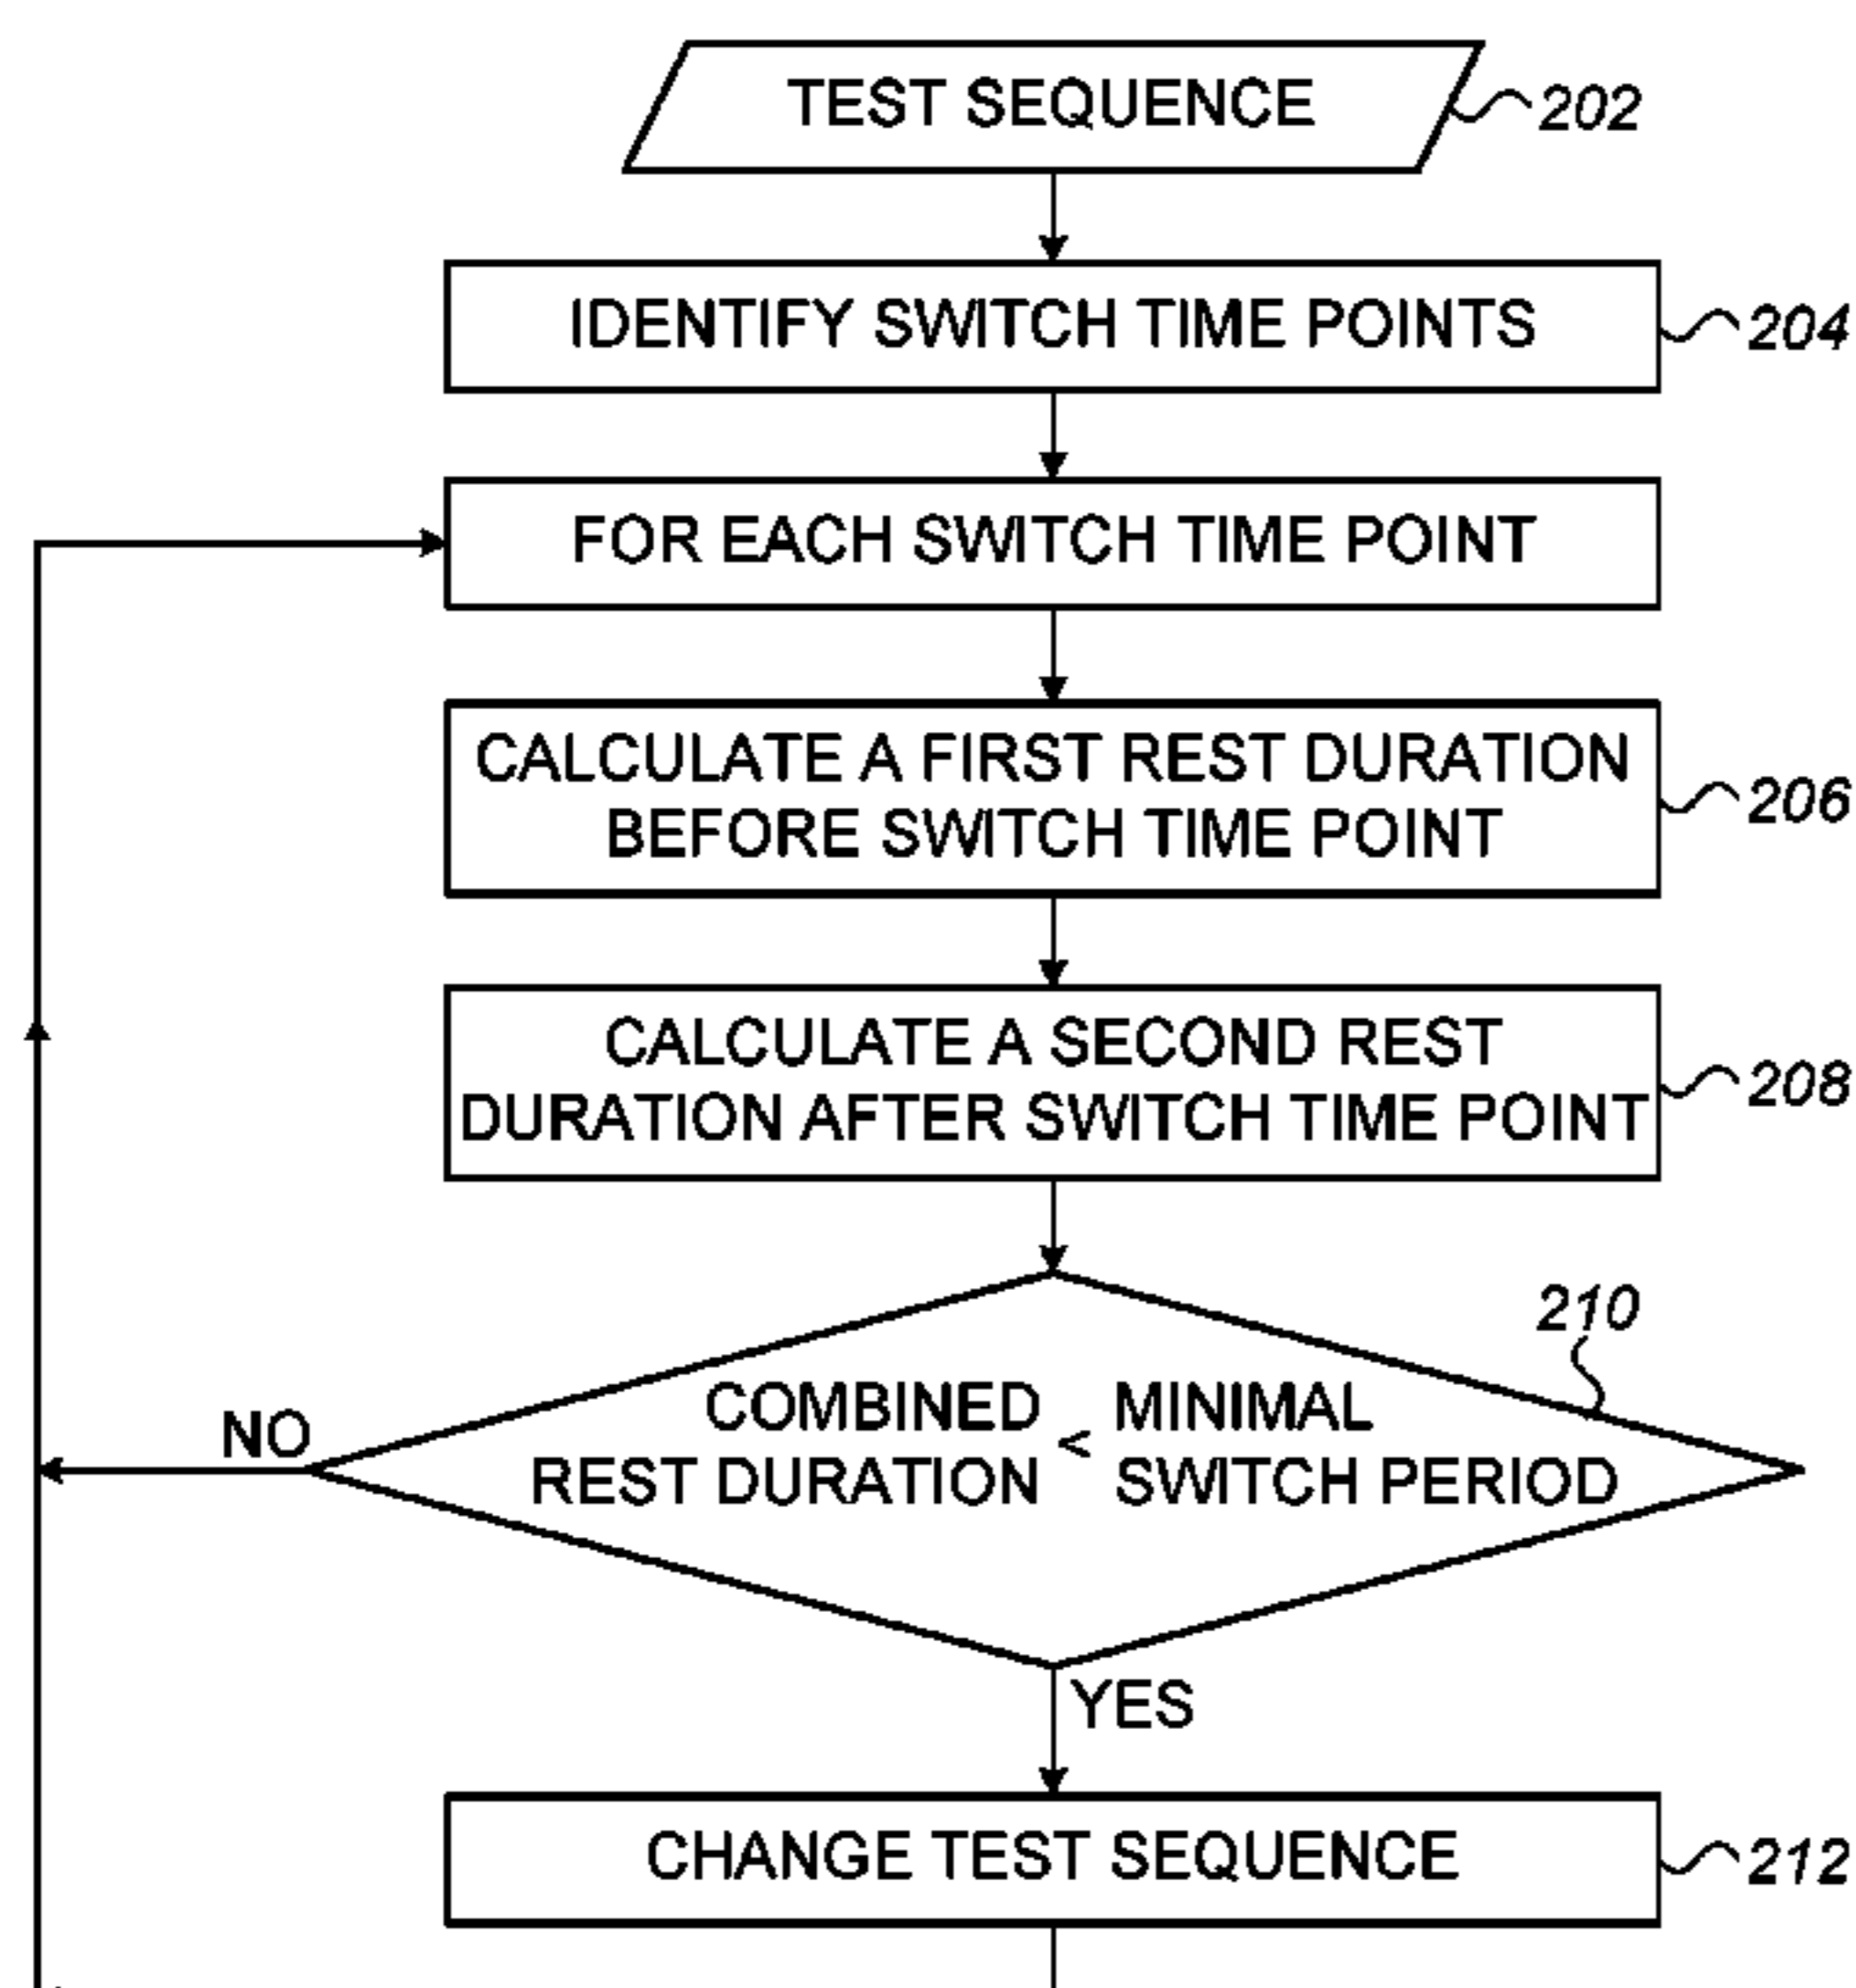 TEST SEQUENCE
202
IDENTIFY SWITCH TIME POINTS
204
FOR EACH SWITCH TIME POINT
CALCULATE A FIRST REST DURATION
BEFORE SWITCH TIME POINT
206
CALCULATE A SECOND REST
DURATION AFTER SWITCH TIME POINT
208
210
COMBINED < MINIMAL
REST DURATION SWITCH PERIOD
NO
YES
CHANGE TEST SEQUENCE
212